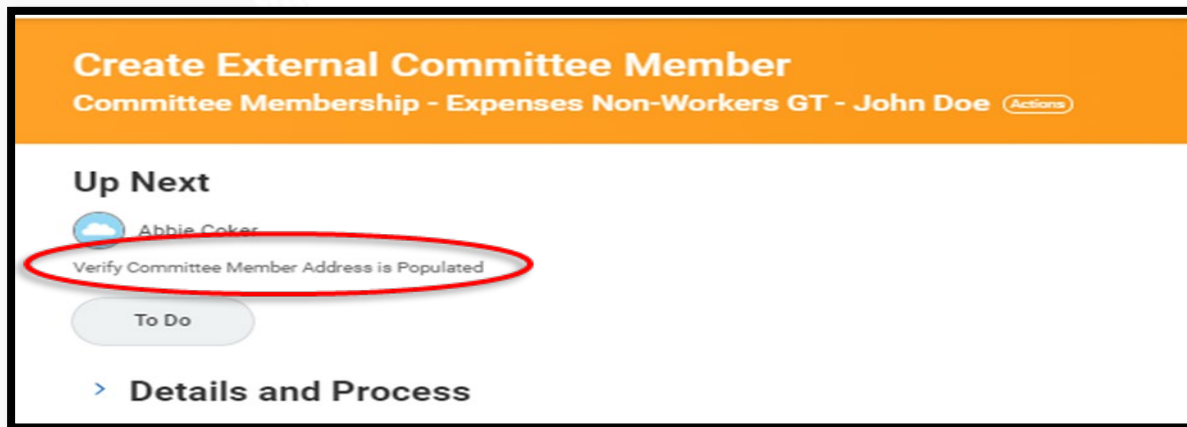 Create External Committee Member
Committee Membership - Expenses Non-Workers GT - John Doe Actions
Up Next
Abbie Coker
Verify Committee Member Address is Populated
To Do
> Details and Process